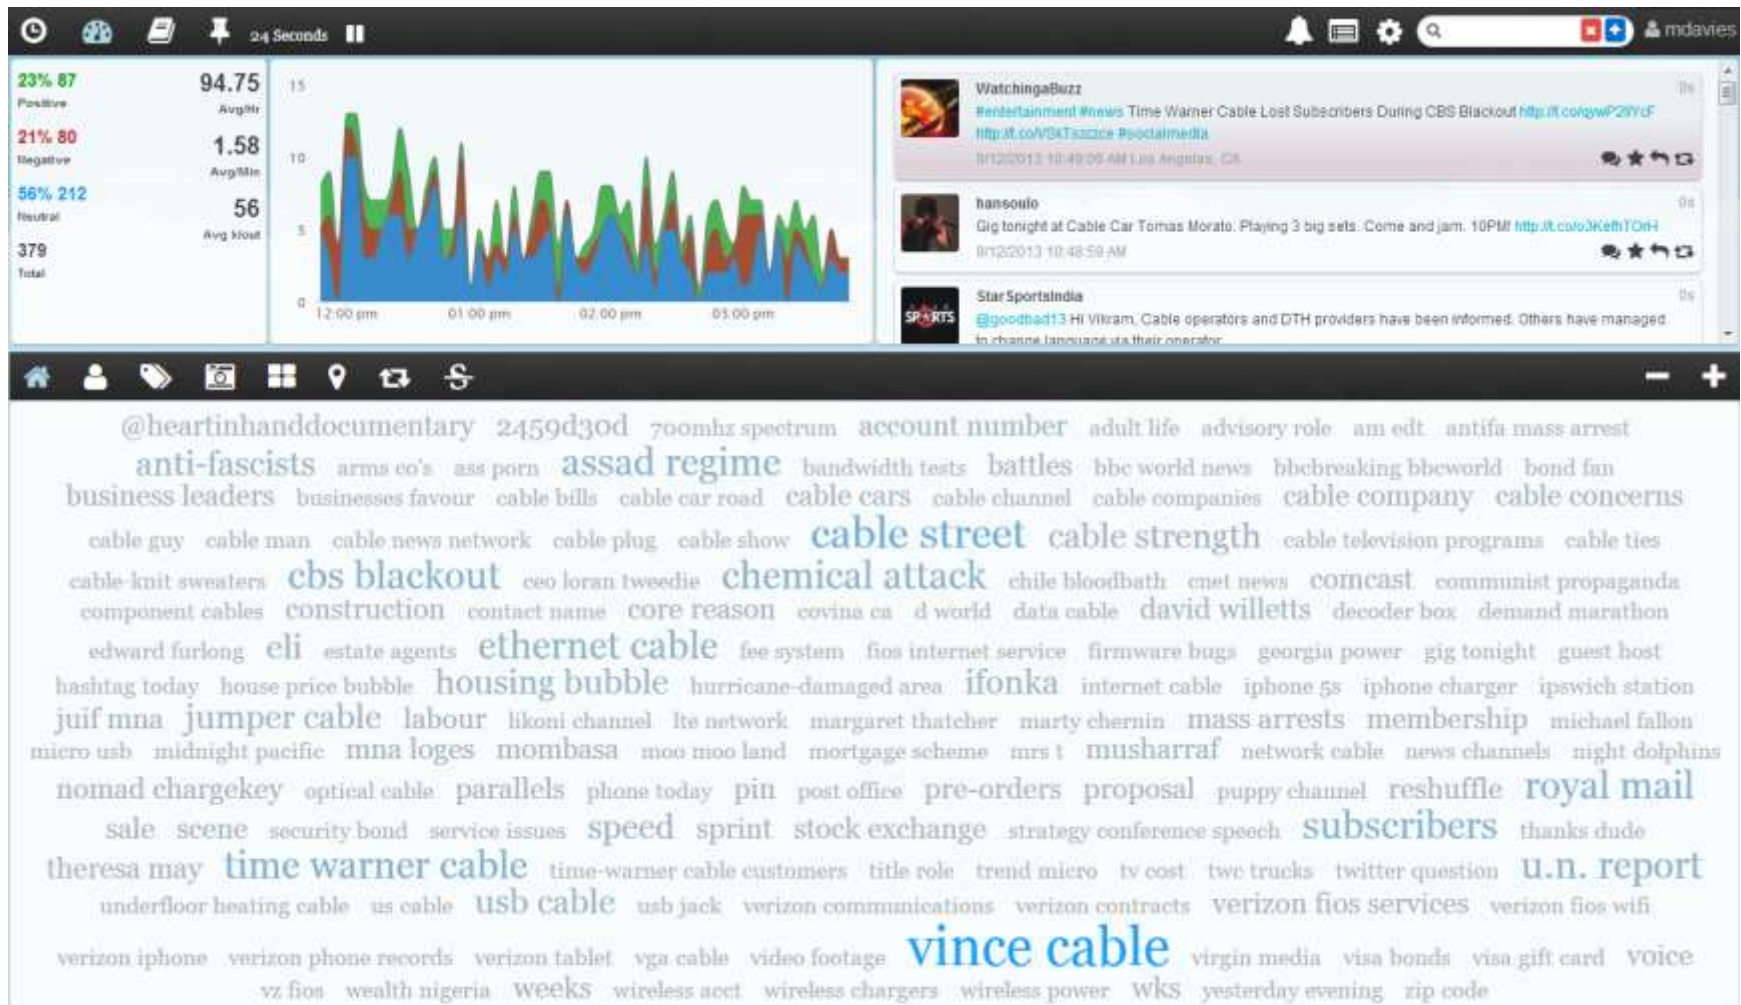 24 Seconds
mdavies
23% 87
Positive
21% 80
Negative
56% 212
Neutral
379
Total
94.75
Avg/Hr
1.58
Avg/Min
56
Avg klout
15
10
5
0
12:00 pm 01:00 pm 02:00 pm 03:00 pm
WatchingaBuzz
0s
#entertainment #news Time Warner Cable Lost Subscribers During CBS Blackout
#socialmedia
9/12/2013 10:49:06 AM Los Angeles, CA
hansoulo
0s
Gig tonight at Cable Car Tomas Morato. Playing 3 big sets. Come and jam. 10PM! http://t.co/o3KefhTOrH
9/12/2013 10:48:59 AM
SPORTS
StarSportsIndia
0s
@goodbad13 Hi Vikram, Cable operators and DTH providers have been informed. Others have managed
to change language via their operator
@heartinhanddocumentary 2459d30d 700mhz spectrum account number adult life advisory role am edt antifa mass arrest
anti-fascists arms co's ass porn assad regime bandwidth tests battles bbc world news bbcbreaking bbcworld bond fan
business leaders businesses favour cable bills cable car road cable cars cable channel cable companies cable company cable concerns
cable guy cable man cable news network cable plug cable show cable street cable strength cable television programs cable ties
cable-knit sweaters cbs blackout ceo loran tweedie chemical attack chile bloodbath cnet news comcast communist propaganda
component cables construction contact name core reason covina ca d world data cable david willetts decoder box demand marathon
edward furlong eli estate agents ethernet cable fee system fios internet service firmware bugs georgia power gig tonight guest host
hashtag today house price bubble housing bubble hurricane-damaged area ifonka internet cable iphone 5s iphone charger ipswich station
juif mna jumper cable labour likoni channel lte network margaret thatcher marty chernin mass arrests membership michael fallon
micro usb midnight pacific mna loges mombasa moo moo land mortgage scheme mrs t musharraf network cable news channels night dolphins
nomad chargekey optical cable parallels phone today pin post office pre-orders proposal puppy channel reshuffle royal mail
sale scene security bond service issues speed sprint stock exchange strategy conference speech subscribers thanks dude
theresa may time warner cable time-warner cable customers title role trend micro tv cost twc trucks twitter question u.n. report
underfloor heating cable us cable usb cable usb jack verizon communications verizon contracts verizon fios services verizon fios wifi
verizon iphone verizon phone records verizon tablet vga cable video footage vince cable virgin media visa bonds visa gift card voice
vz fios wealth nigeria weeks wireless acct wireless chargers wireless power wks yesterday evening zip code